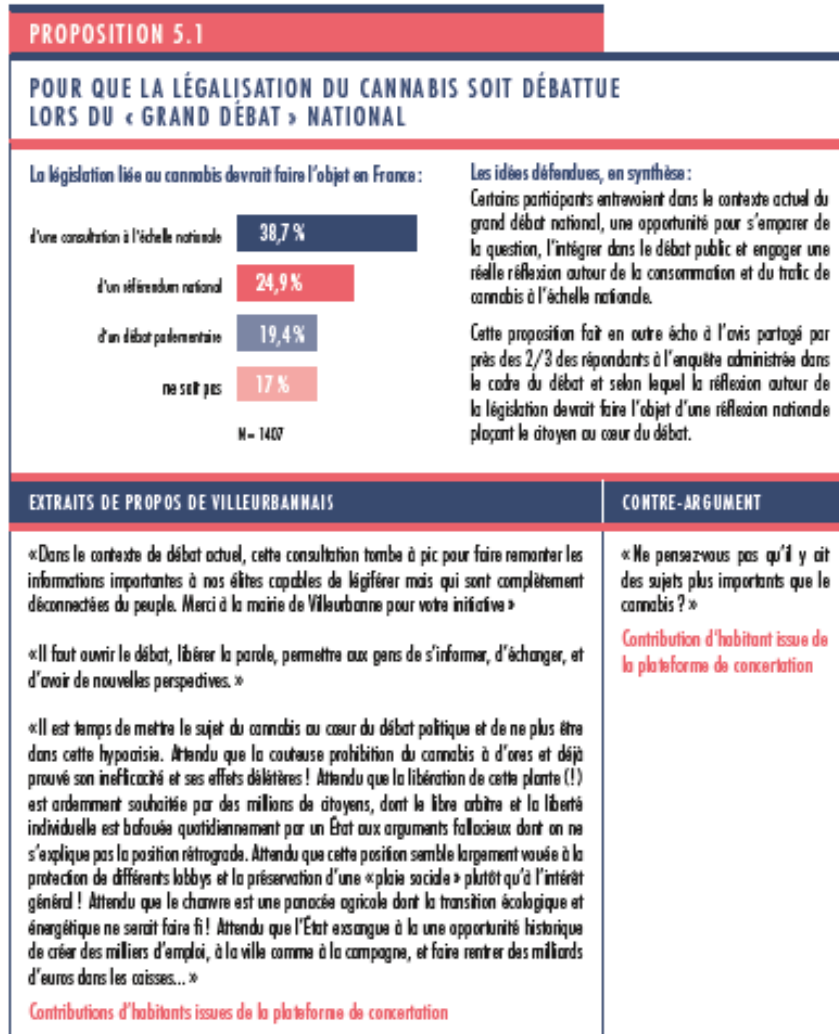 PROPOSITION 5.1
POUR QUE LA LÉGALISATION DU CANNABIS SOIT DÉBATTUE
LORS DU « GRAND DÉBAT » NATIONAL
La législation liée au cannabis devrait faire l'objet en France :
d'une consultation à l'échelle nationale
38,7 %
d'un référendum national
24,9 %
d'un débat parlementaire
19,4 %
ne sait pas
17 %
N= 1407
Les idées défendues, en synthèse :
Certains participants entrevoient dans le contexte actuel du
grand débat national, une opportunité pour s'emparer de
la question, l'intégrer dans le débat public et engager une
réelle réflexion autour de la consommation et du trafic de
cannabis à l'échelle nationale.
Cette proposition fait en outre écho à l'avis partagé par
près des 2/3 des répondants à l'enquête administrée dans
le cadre du débat et selon lequel la réflexion autour de
la législation devrait faire l'objet d'une réflexion nationale
plaçant le citoyen au cœur du débat.
EXTRAITS DE PROPOS DE VILLEURBANNAIS
«Dans le contexte de débat actuel, cette consultation tombe à pic pour faire remonter les
informations importantes à nos élites capables de légiférer mais qui sont complètement
déconnectées du peuple. Merci à la mairie de Villeurbanne pour votre initiative »
«Il faut ouvrir le débat, libérer la parole, permettre aux gens de s'informer, d'échanger, et
d'avoir de nouvelles perspectives. »
«Il est temps de mettre le sujet du cannabis au cœur du débat politique et de ne plus être
dans cette hypocrisie. Attendu que la couteuse prohibition du cannabis à d'ores et déjà
prouvé son inefficacité et ses effets délétères ! Attendu que la libération de cette plante (!)
est ardemment souhaitée par des millions de citoyens, dont le libre arbitre et la liberté
individuelle est bafouée quotidiennement par un État aux arguments fallacieux dont on ne
s'explique pas la position rétrograde. Attendu que cette position semble largement vouée à la
protection de différents lobbys et la préservation d'une «plaie sociale » plutôt qu'à l'intérêt
général ! Attendu que le chanvre est une panacée agricole dont la transition écologique et
énergétique ne serait faire fi ! Attendu que l'État exsangue à la une opportunité historique
de créer des milliers d'emploi, à la ville comme à la campagne, et faire rentrer des milliards
d'euros dans les caisses... »
Contributions d'habitants issues de la plateforme de concertation
CONTRE-ARGUMENT
«Ne pensez-vous pas qu'il y ait
des sujets plus importants que le
cannabis ? »
Contribution d'habitant issue de
la plateforme de concertation